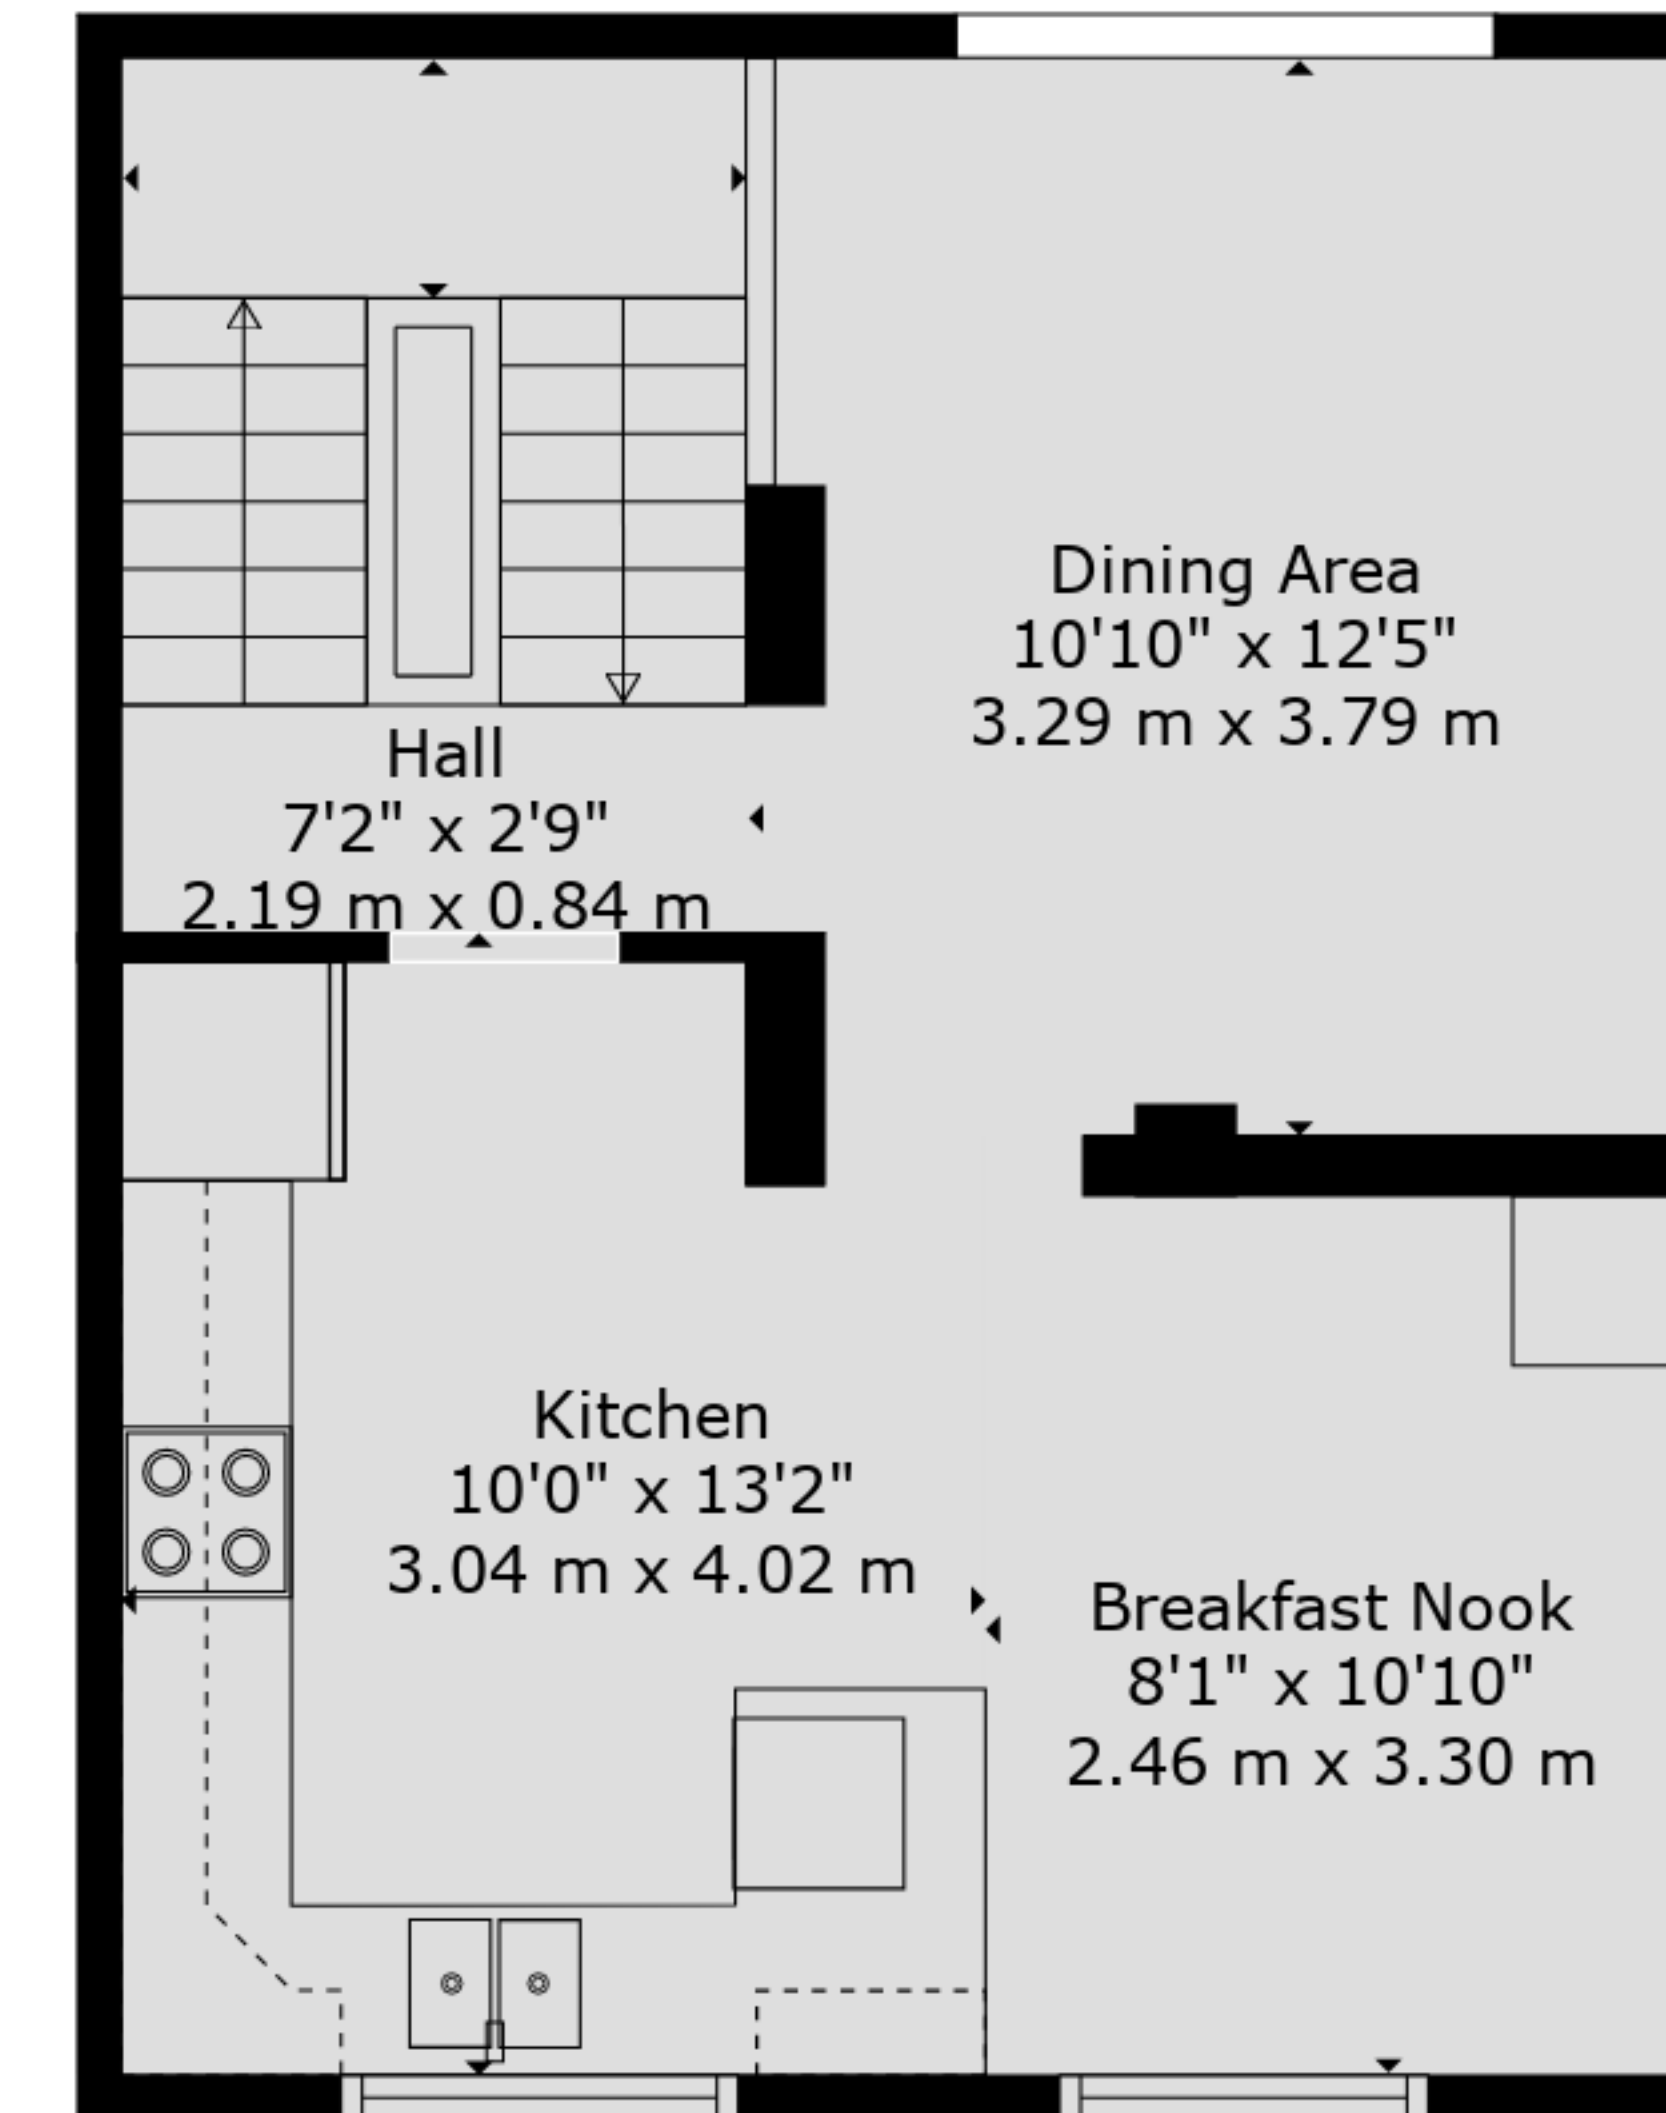 Dining Area
10'10" x 12'5"
3.29 m x 3.79 m
Hall
7'2" x 2'9"
2.19 m x 0.84 m
Kitchen
10'0" x 13'2"
3.04 m x 4.02 m
Breakfast Nook
8'1" x 10'10"
2.46 m x 3.30 m